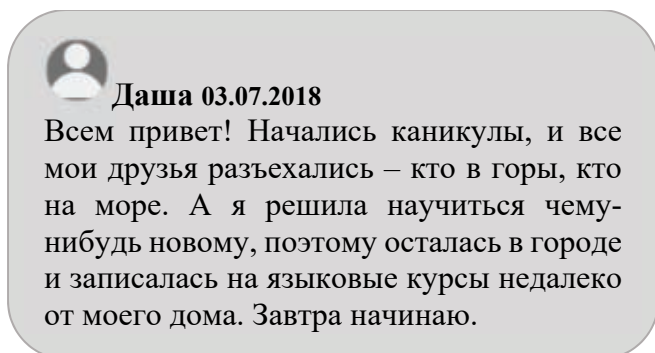 Даша 03.07.2018
Всем привет! Начались каникулы, и все
мои друзья разъехались – кто в горы, кто
на море. А я решила научиться чему-
нибудь новому, поэтому осталась в городе
и записалась на языковые курсы недалеко
от моего дома. Завтра начинаю.